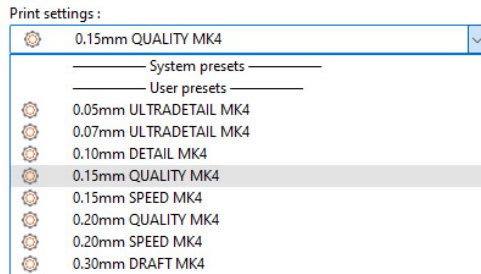 Print settings :
0.15mm QUALITY MK4
System presets
User presets
0.05mm ULTRADETAIL MK4
0.07mm ULTRADETAIL MK4
0.10mm DETAIL MK4
0.15mm QUALITY MK4
0.15mm SPEED MK4
0.20mm QUALITY MK4
0.20mm SPEED MK4
0.30mm DRAFT MK4